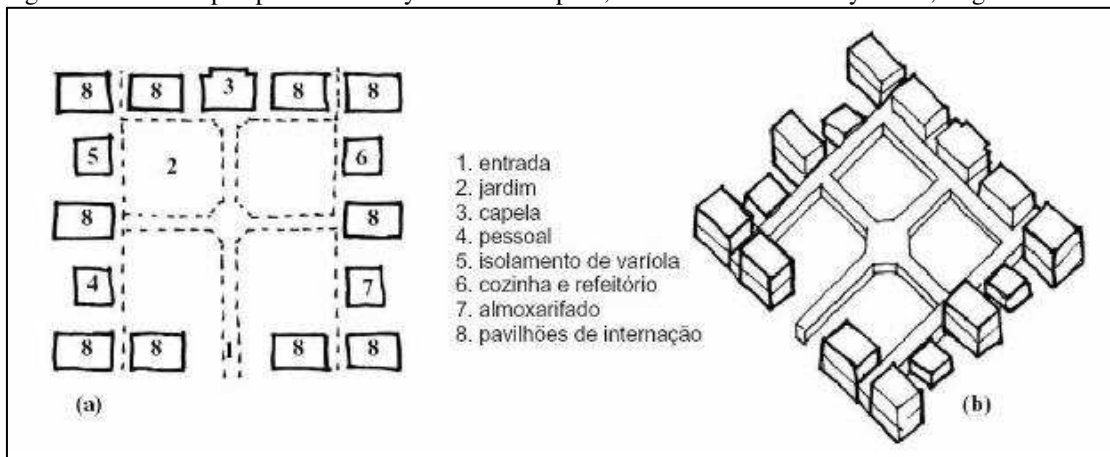 8 8 3 8 8
5 2 6
8 8
4 7
8 8 1 8 8
(a)
1. entrada
2. jardim
3. capela
4. pessoal
5. isolamento de varíola
6. cozinha e refeitório
7. almoxarifado
8. pavilhões de internação
(b)